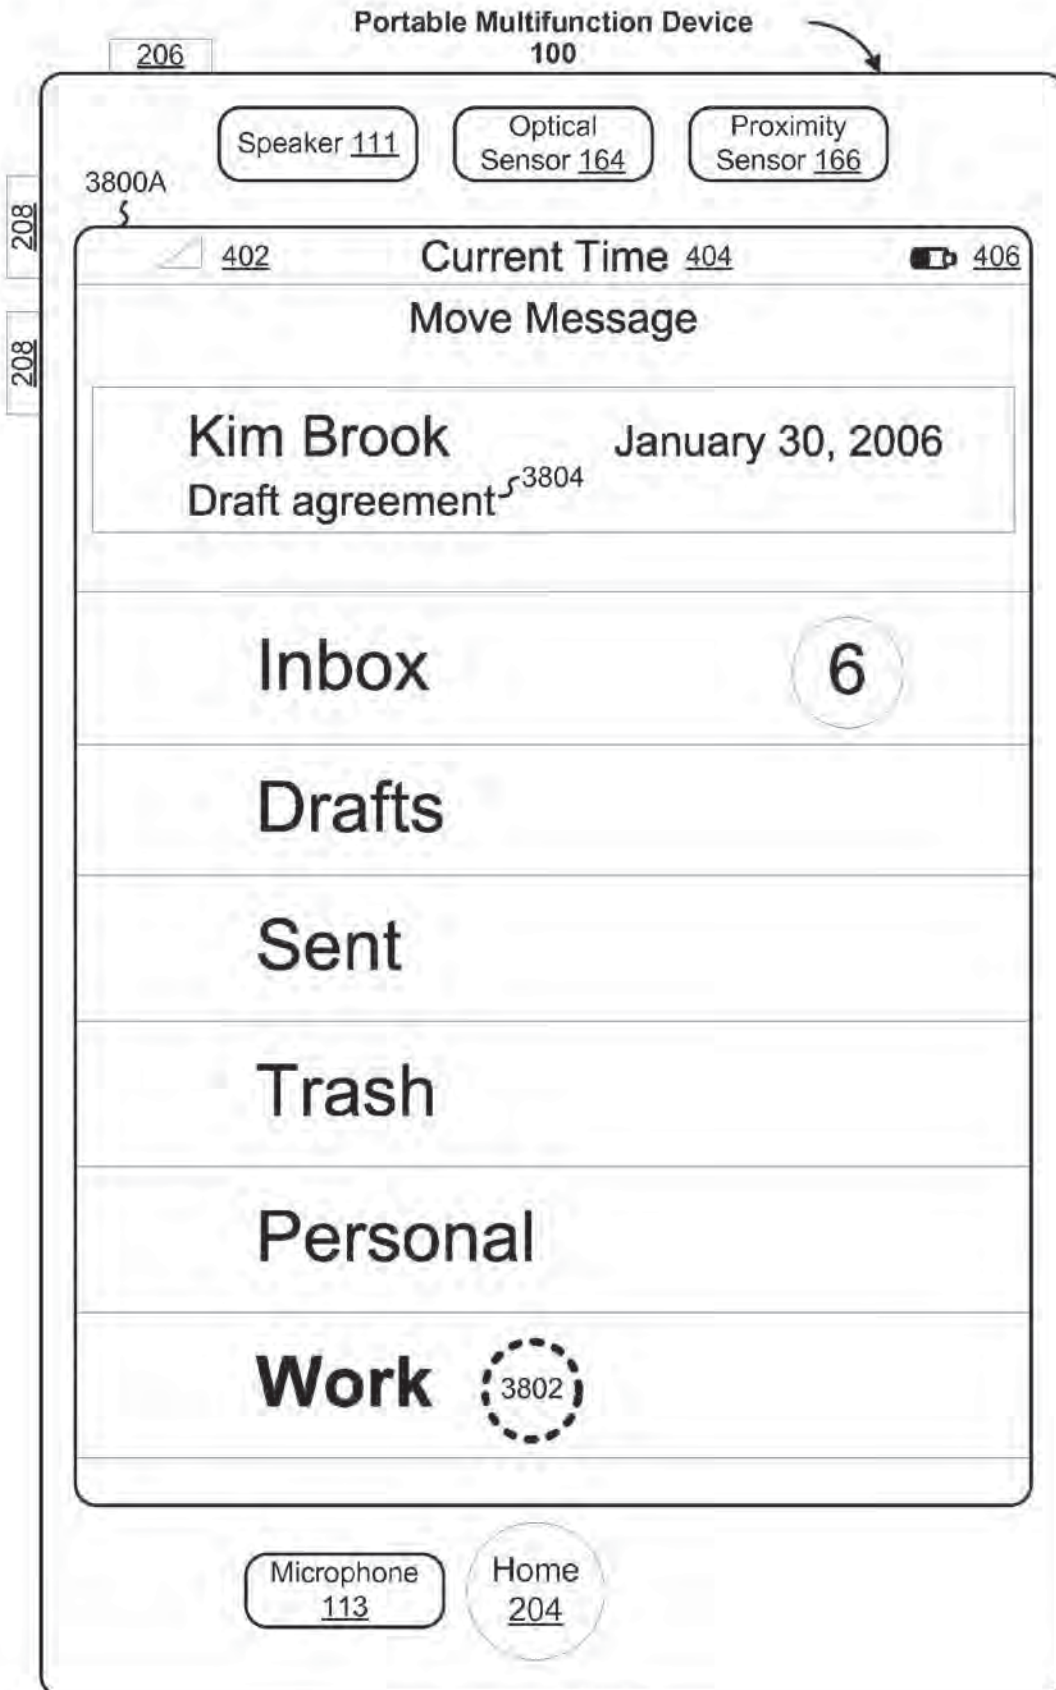 Portable Multifunction Device
100
206
Speaker 111
Optical
Sensor 164
Proximity
Sensor 166
3800A
208
208
402 Current Time 404 406
Move Message
Kim Brook January 30, 2006
Draft agreement 3804
Inbox 6
Drafts
Sent
Trash
Personal
Work 3802
Microphone
113
Home
204